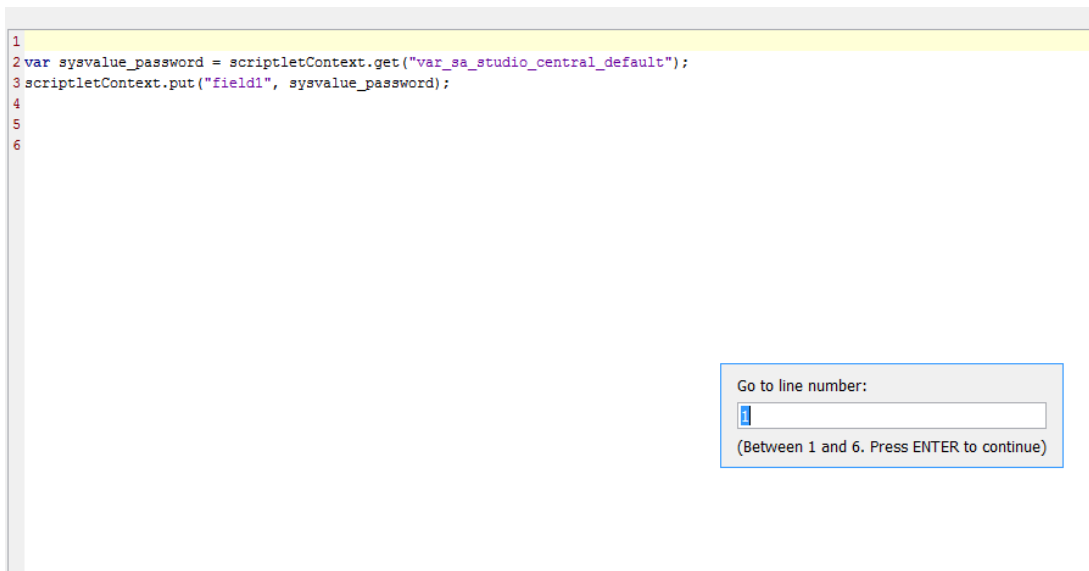 1
2 var sysvalue_password = scriptletContext.get("var_sa_studio_central_default");
3 scriptletContext.put("field1", sysvalue_password);
4
5
6
Go to line number:
1
(Between 1 and 6. Press ENTER to continue)